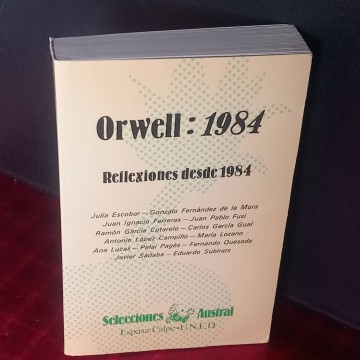 Orwell: 1984
Reflexiones desde 1984
Julia Escobar – Gonzalo Fernández de la Mora
Juan Ignacio Ferreras – Juan Pablo Fusi
Ramón García Cotarelo – Carlos García Gual
Antonio López Campillo – María Lozano
Ana Lucas – Pelai Pagès – Fernando Quesada
Javier Sádaba – Eduardo Subirats
Selecciones Austral
Espasa-Calpe-U.N.E.D.